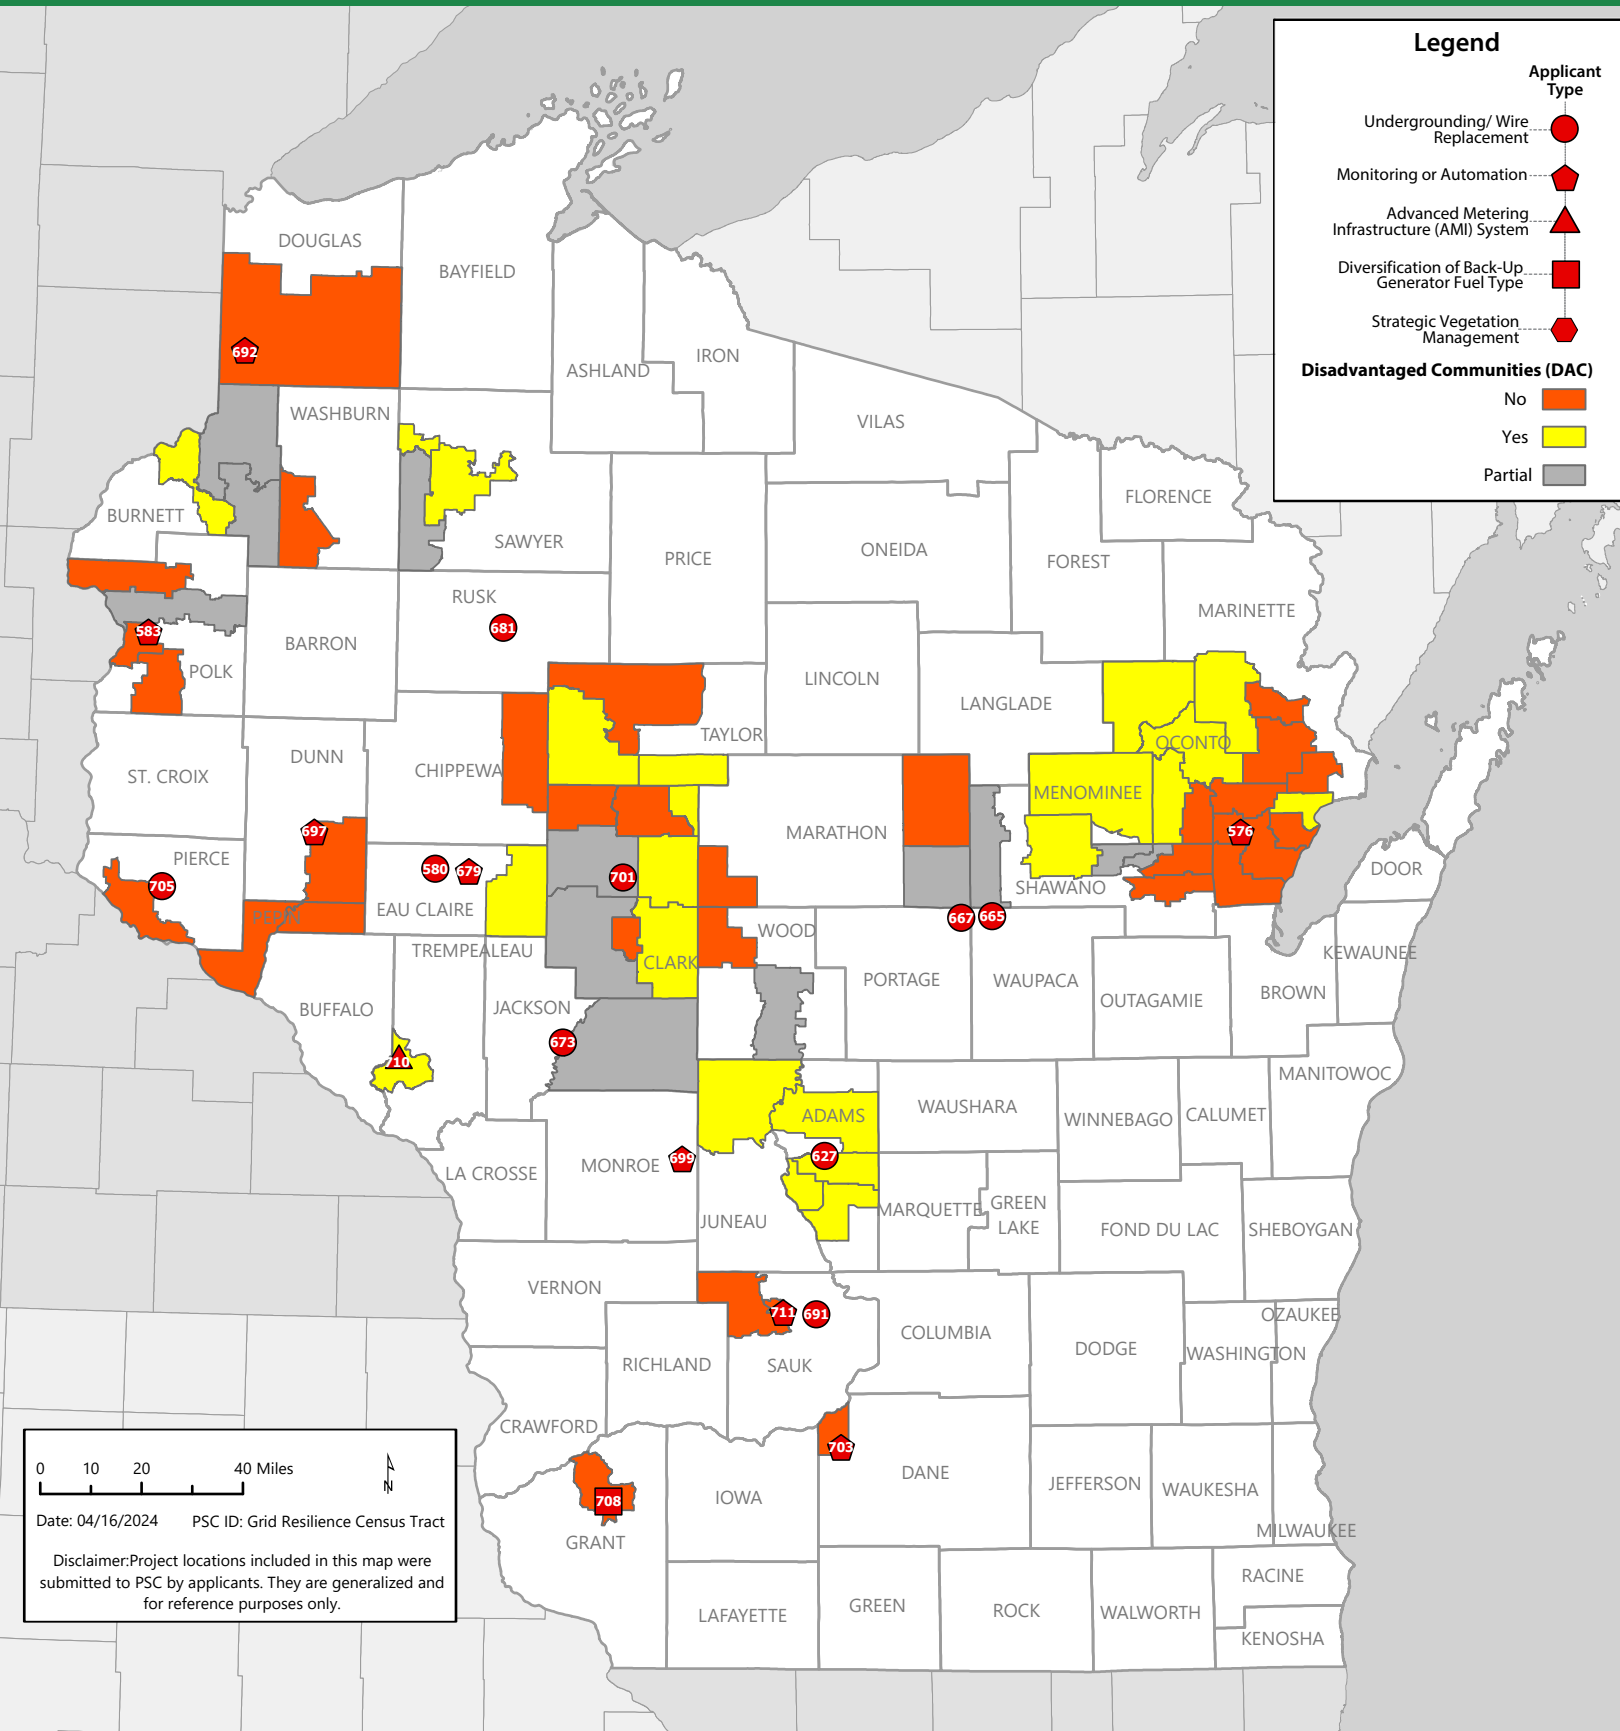 Legend
Applicant
Type
Undergrounding/ Wire
Replacement
Monitoring or Automation
Advanced Metering
Infrastructure (AMI) System
Diversification of Back-Up
Generator Fuel Type
Strategic Vegetation
Management
Disadvantaged Communities (DAC)
No
Yes
Partial
DOUGLAS
BAYFIELD
692
ASHLAND
IRON
WASHBURN
VILAS
BURNETT
SAWYER
PRICE
ONEIDA
FLORENCE
FOREST
RUSK
681
MARINETTE
583
BARRON
POLK
LINCOLN
LANGLADE
TAYLOR
OCONTO
DUNN
ST. CROIX
CHIPPEWA
MENOMINEE
697
MARATHON
576
PIERCE
705
580
679
701
DOOR
SHAWANO
EAU CLAIRE
PEPIN
667
665
WOOD
TREMPEALEAU
CLARK
KEWAUNEE
PORTAGE
WAUPACA
BROWN
OUTAGAMIE
BUFFALO
JACKSON
673
710
MANITOWOC
ADAMS
WAUSHARA
WINNEBAGO
CALUMET
627
699
MONROE
LA CROSSE
JUNEAU
MARQUETTE
GREEN
LAKE
FOND DU LAC
SHEBOYGAN
VERNON
711
691
OZAUKEE
COLUMBIA
DODGE
WASHINGTON
RICHLAND
SAUK
CRAWFORD
703
DANE
JEFFERSON
WAUKESHA
708
IOWA
MILWAUKEE
GRANT
RACINE
GREEN
ROCK
WALWORTH
LAFAYETTE
KENOSHA
0 10 20 40 Miles
N
Date: 04/16/2024 PSC ID: Grid Resilience Census Tract
Disclaimer:Project locations included in this map were
submitted to PSC by applicants. They are generalized and
for reference purposes only.